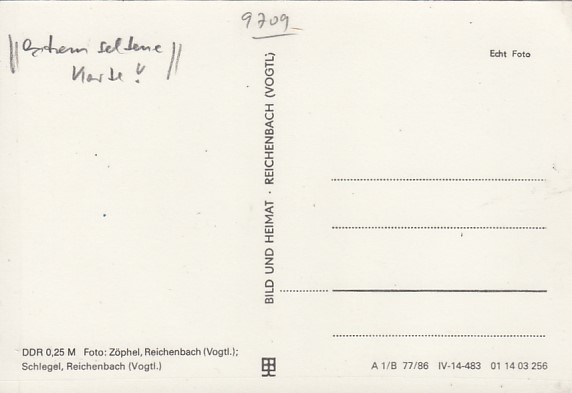 9709
|| Extrem seltene
Karte! ||
Echt Foto
BILD UND HEIMAT · REICHENBACH (VOGTL;
DDR 0,25 M Foto: Zöphel, Reichenbach (Vogtl.);
Schlegel, Reichenbach (Vogtl.)
A 1/B 77/86 IV-14-483 01 14 03 256